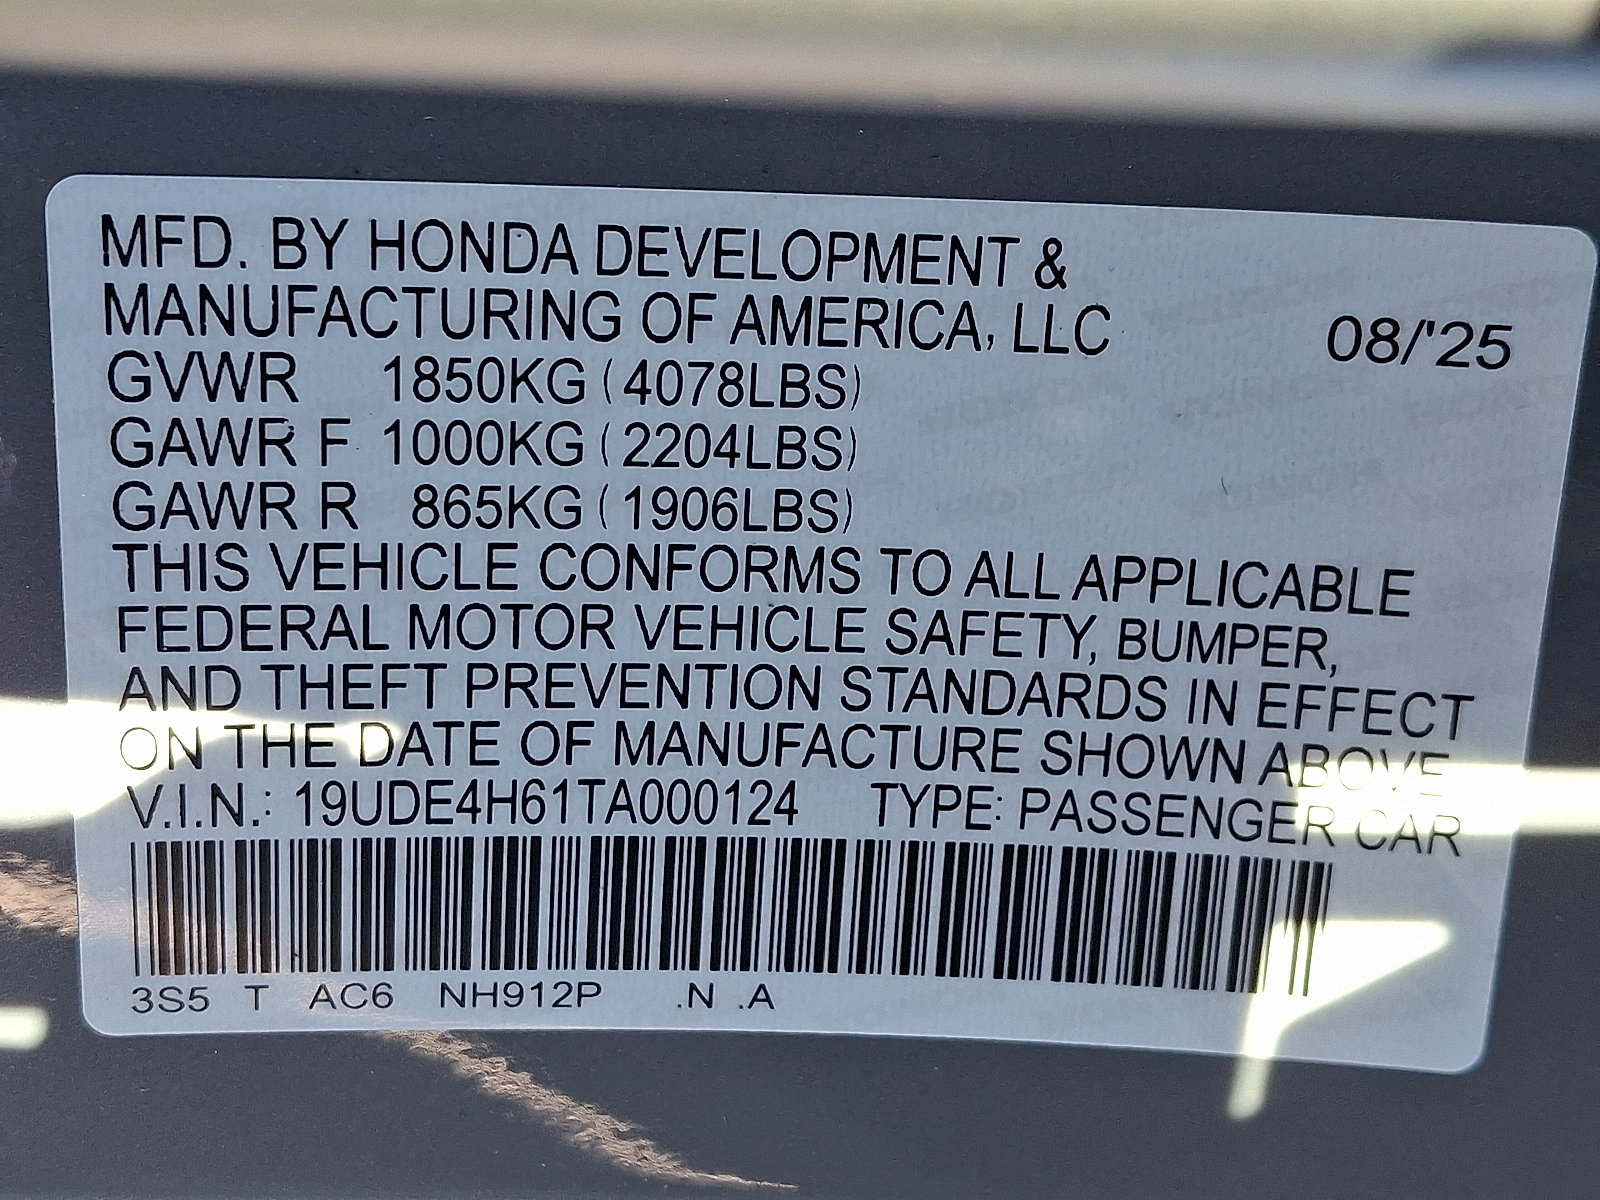 MFD. BY HONDA DEVELOPMENT &
MANUFACTURING OF AMERICA, LLC 08/'25
GVWR 1850KG (4078LBS)
GAWR F 1000KG (2204LBS)
GAWR R 865KG (1906LBS)
THIS VEHICLE CONFORMS TO ALL APPLICABLE
FEDERAL MOTOR VEHICLE SAFETY, BUMPER,
AND THEFT PREVENTION STANDARDS IN EFFECT
ON THE DATE OF MANUFACTURE SHOWN ABOVE
V.I.N.: 19UDE4H61TA000124 TYPE: PASSENGER CAR
3S5 T AC6 NH912P .N .A